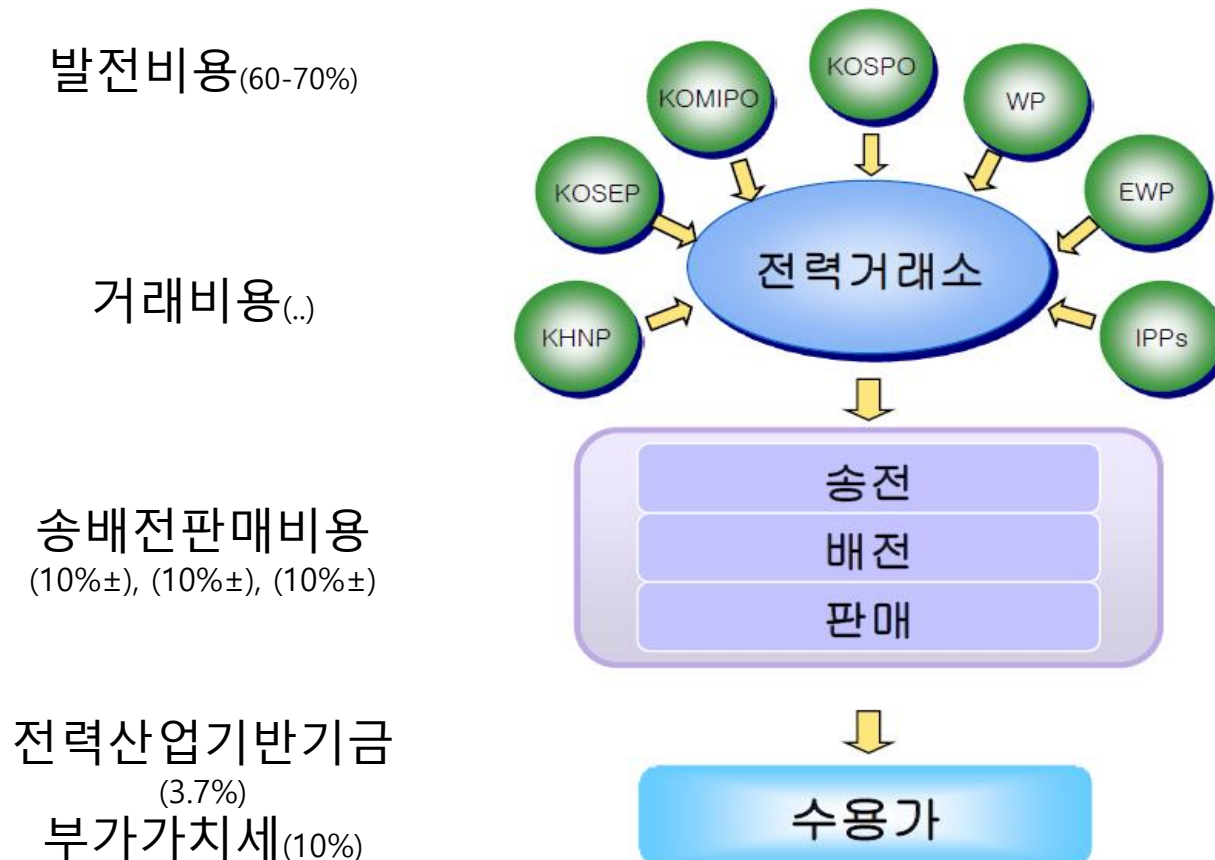 발전비용(60-70%)
KOSPO
KOMIPO
WP
KOSEP
EWP
전력거래소
거래비용(..)
KHNP
IPPs
송전
송배전판매비용
(10%±), (10%±), (10%±)
배전
판매
전력산업기반기금
(3.7%)
부가가치세(10%)
수용가